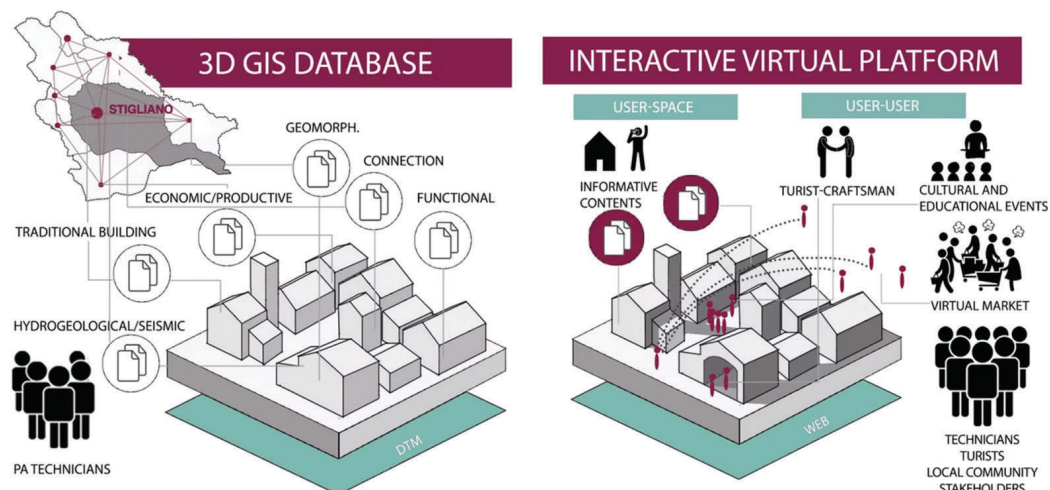 3D GIS DATABASE
STIGLIANO
GEOMORPH.
CONNECTION
ECONOMIC/PRODUCTIVE
FUNCTIONAL
TRADITIONAL BUILDING
HYDROGEOLOGICAL/SEISMIC
PA TECHNICIANS
DTM
INTERACTIVE VIRTUAL PLATFORM
USER-SPACE
USER-USER
INFORMATIVE
CONTENTS
TURIST-CRAFTSMAN
CULTURAL AND
EDUCATIONAL EVENTS
VIRTUAL MARKET
WEB
TECHNICIANS
TURISTS
LOCAL COMMUNITY
STAKEHOLDERS